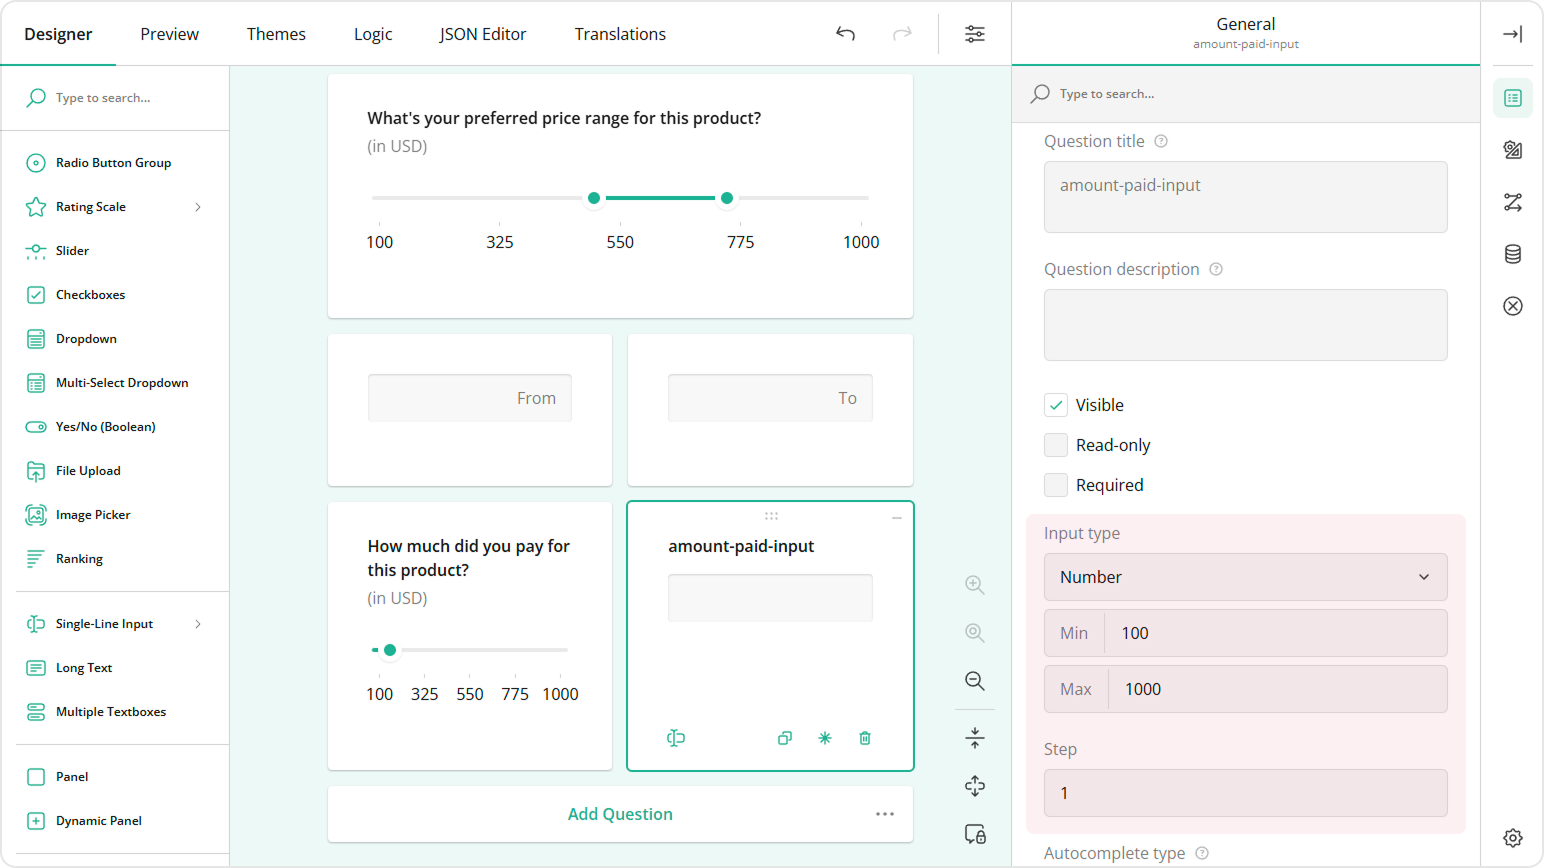 Designer
Preview
Themes
Logic
JSON Editor
Translations
General
amount-paid-input
Type to search...
Radio Button Group
Rating Scale
Slider
Checkboxes
Dropdown
Multi-Select Dropdown
Yes/No (Boolean)
File Upload
Image Picker
Ranking
Single-Line Input
Long Text
Multiple Textboxes
Panel
Dynamic Panel
What's your preferred price range for this product?
(in USD)
100 325 550 775 1000
From
To
How much did you pay for
this product?
(in USD)
100 325 550 775 1000
amount-paid-input
Add Question
Type to search...
Question title
amount-paid-input
Question description
Visible
Read-only
Required
Input type
Number
Min 100
Max 1000
Step
1
Autocomplete type